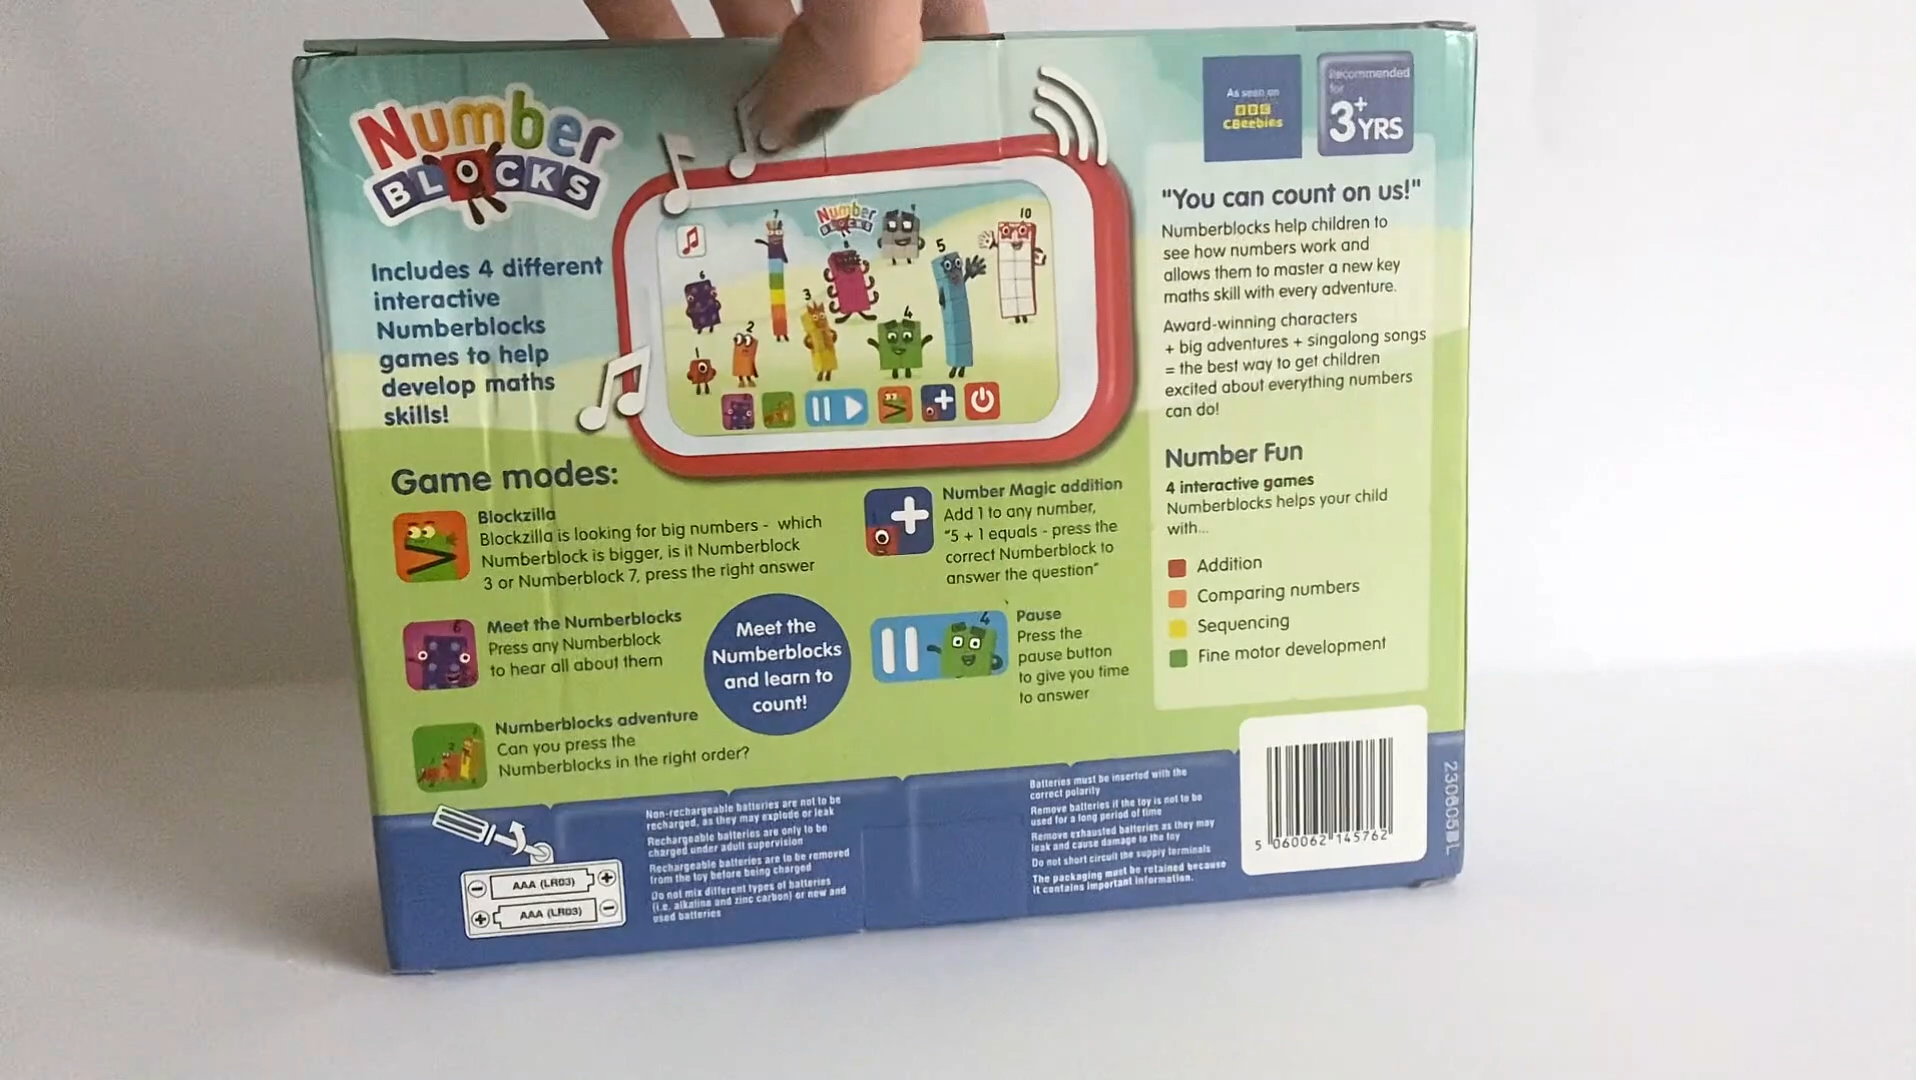 Number
BLOCKS
Includes 4 different
interactive
Numberblocks
games to help
develop maths
skills!
7
Number
BLOCKS
10
5
6
3
4
2
1
As seen on
BBC
CBeebies
Recommended
for
3+
YRS
"You can count on us!"
Numberblocks help children to
see how numbers work and
allows them to master a new key
maths skill with every adventure.
Award-winning characters
+ big adventures + singalong songs
= the best way to get children
excited about everything numbers
can do!
Number Fun
4 interactive games
Numberblocks helps your child
with...
Addition
Comparing numbers
Sequencing
Fine motor development
Game modes:
Blockzilla
Blockzilla is looking for big numbers - which
Numberblock is bigger, is it Numberblock
3 or Numberblock 7, press the right answer
Meet the Numberblocks
Press any Numberblock
to hear all about them
Numberblocks adventure
Can you press the
Numberblocks in the right order?
Meet the
Numberblocks
and learn to
count!
Number Magic addition
Add 1 to any number,
"5 + 1 equals - press the
correct Numberblock to
answer the question"
4
Pause
Press the
pause button
to give you time
to answer
AAA (LR03)
AAA (LR03)
Non-rechargeable batteries are not to be
recharged, as they may explode or leak
Rechargeable batteries are only to be
charged under adult supervision
Rechargeable batteries are to be removed
from the toy before being charged
Do not mix different types of batteries
(i.e. alkaline and zinc carbon) or new and
used batteries
Batteries must be inserted with the
correct polarity
Remove batteries if the toy is not to be
used for a long period of time
Remove exhausted batteries as they may
leak and cause damage to the toy
Do not short circuit the supply terminals
The packaging must be retained because
it contains important information.
5 060062 145762
230605BL